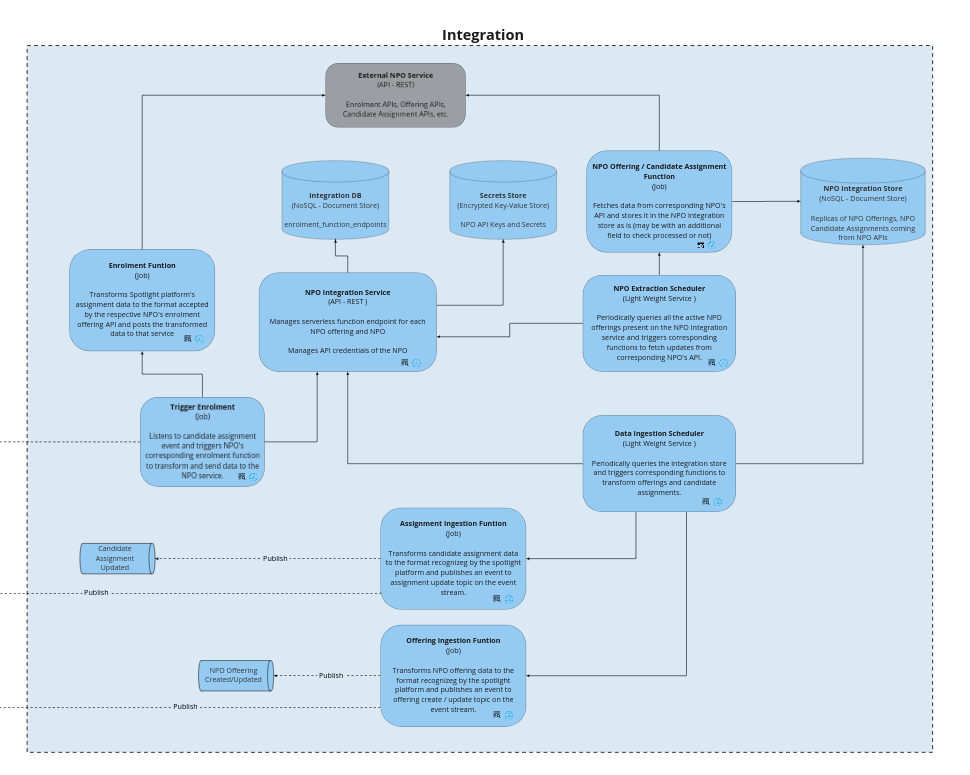 Integration
External NPO Service
(API - REST)
Enrolment APIs, Offering APIs,
Candidate Assignment APIs, etc.
Integration DB
(NoSQL - Document Store)
enrolment_function_endpoints
Secrets Store
(Encrypted Key-Value Store)
NPO API Keys and Secrets
NPO Offering / Candidate Assignment
Function
(Job)
Fetches data from corresponding NPO's
API and stores it in the NPO integration
store as is (may be with an additional
field to check processed or not)
NPO Integration Store
(NoSQL - Document Store)
Replicas of NPO Offerings, NPO
Candidate Assignments coming
from NPO APIs
Enrolment Funtion
(Job)
Transforms Spotlight platform's
assignment data to the format accepted
by the respective NPO's enrolment
offering API and posts the transformed
data to that service
NPO Integration Service
(API - REST )
Manages serverless function endpoint for each
NPO offering and NPO
Manages API credentials of the NPO
NPO Extraction Scheduler
(Light Weight Service )
Periodically queries all the active NPO
offerings present on the NPO integration
service and triggers corresponding
functions to fetch updates from
corresponding NPO's API.
Trigger Enrolment
(Job)
Listens to candidate assignment
event and triggers NPO's
corresponding enrolment function
to transform and send data to the
NPO service.
Data Ingestion Scheduler
(Light Weight Service )
Periodically queries the integration store
and triggers corresponding functions to
transform offerings and candidate
assignments.
Assignment Ingestion Funtion
(Job)
Transforms candidate assignment data
to the format recognizeg by the spotlight
platform and publishes an event to
assignment update topic on the event
stream.
Candidate
Assignment
Updated
Publish
Publish
Offering Ingestion Funtion
(Job)
Transforms NPO offering data to the
format recognizeg by the spotlight
platform and publishes an event to
offering create / update topic on the
event stream.
NPO Offeering
Created/Updated
Publish
Publish